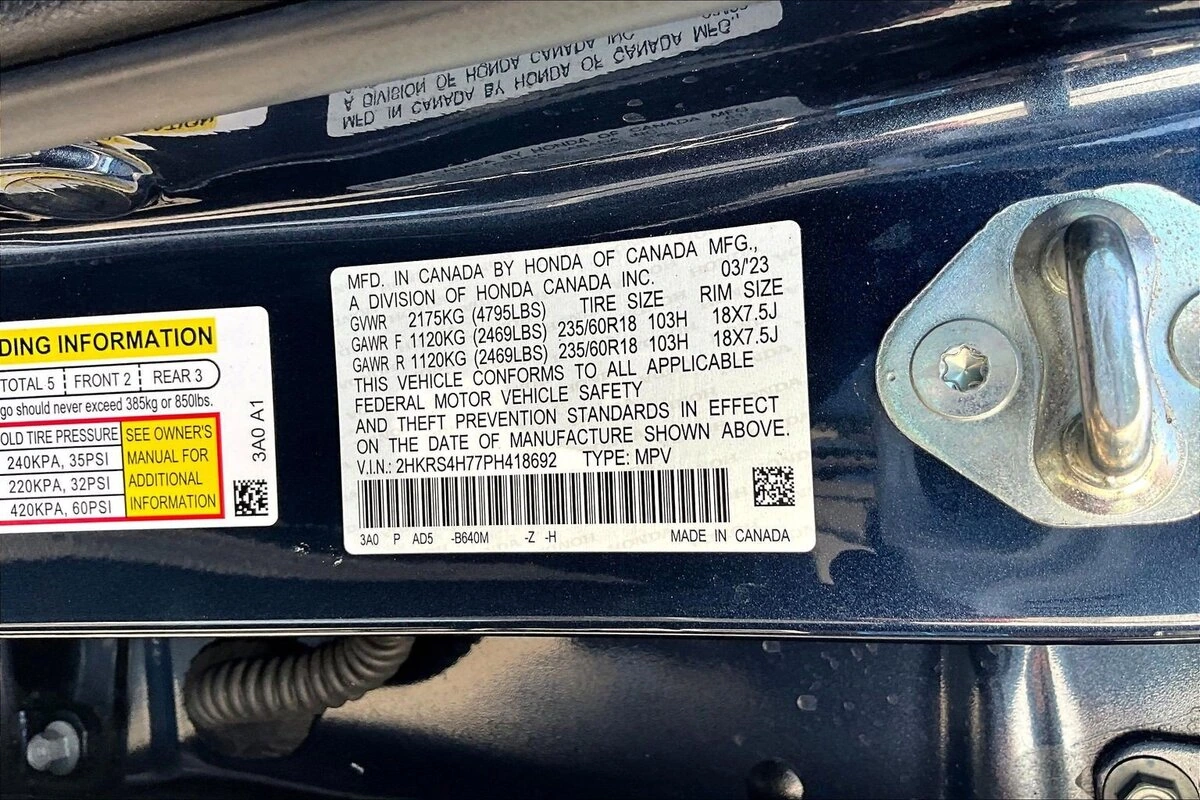 MFD. IN CANADA BY HONDA OF CANADA MFG.,
A DIVISION OF HONDA CANADA INC. 03/'23
GVWR 2175KG (4795LBS) TIRE SIZE RIM SIZE
GAWR F 1120KG (2469LBS) 235/60R18 103H 18X7.5J
GAWR R 1120KG (2469LBS) 235/60R18 103H 18X7.5J
THIS VEHICLE CONFORMS TO ALL APPLICABLE
FEDERAL MOTOR VEHICLE SAFETY
AND THEFT PREVENTION STANDARDS IN EFFECT
ON THE DATE OF MANUFACTURE SHOWN ABOVE.
V.I.N.: 2HKRS4H77PH418692 TYPE: MPV
3A0 P AD5 -B640M -Z -H MADE IN CANADA
DING INFORMATION
TOTAL 5 FRONT 2 REAR 3
go should never exceed 385kg or 850lbs.
OLD TIRE PRESSURE
240KPA, 35PSI
220KPA, 32PSI
420KPA, 60PSI
SEE OWNER'S
MANUAL FOR
ADDITIONAL
INFORMATION
3A0 A1
MFD. IN CANADA BY HONDA OF CANADA MFG.,
A DIVISION OF HONDA CANADA INC.